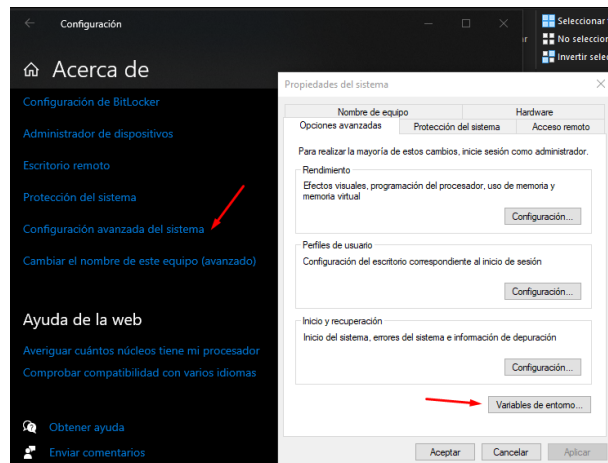 Configuración
Seleccionar
No seleccion
Invertir selec
Acerca de
Configuración de BitLocker
Administrador de dispositivos
Escritorio remoto
Protección del sistema
Configuración avanzada del sistema
Cambiar el nombre de este equipo (avanzado)
Ayuda de la web
Averiguar cuántos núcleos tiene mi procesador
Comprobar compatibilidad con varios idiomas
Obtener ayuda
Enviar comentarios
Propiedades del sistema
Nombre de equipo Hardware
Opciones avanzadas Protección del sistema Acceso remoto
Para realizar la mayoría de estos cambios, inicie sesión como administrador.
Rendimiento
Efectos visuales, programación del procesador, uso de memoria y
memoria virtual
Configuración...
Perfiles de usuario
Configuración del escritorio correspondiente al inicio de sesión
Configuración...
Inicio y recuperación
Inicio del sistema, errores del sistema e información de depuración
Configuración...
Variables de entorno...
Aceptar Cancelar Aplicar